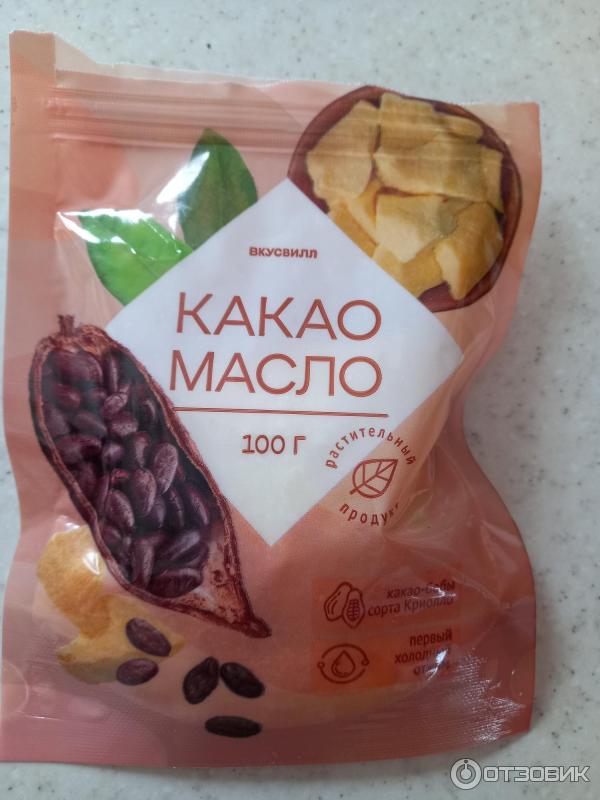 ВКУСВИЛЛ
КАКАО
МАСЛО
100 Г
растительный
продукт
какао-бобы
сорта Криолло
первый
холодный
ОТЗОВИК